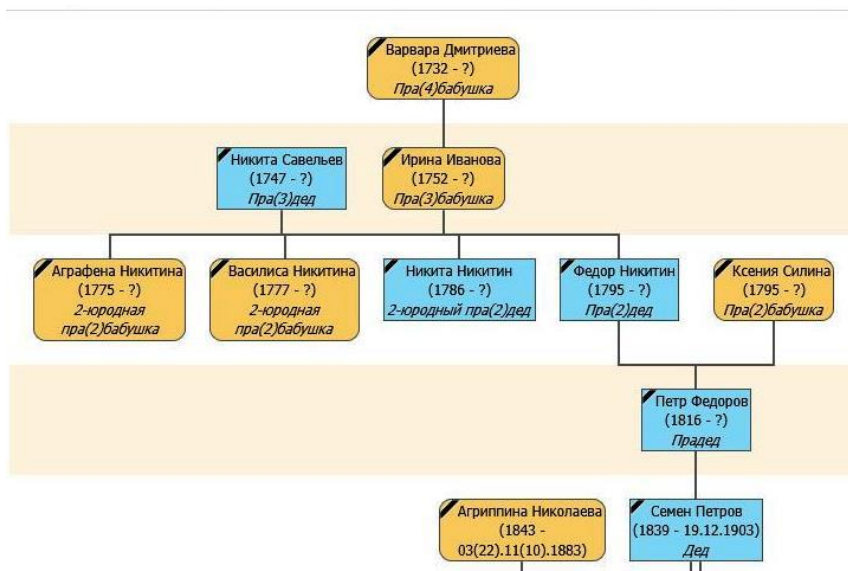 Варвара Дмитриева
(1732 - ?)
Пра(4)бабушка
Никита Савельев
(1747 - ?)
Пра(3)дед
Ирина Иванова
(1752 - ?)
Пра(3)бабушка
Аграфена Никитина
(1775 - ?)
2-юродная
пра(2)бабушка
Василиса Никитина
(1777 - ?)
2-юродная
пра(2)бабушка
Никита Никитин
(1786 - ?)
2-юродный пра(2)дед
Федор Никитин
(1795 - ?)
Пра(2)дед
Ксения Силина
(1795 - ?)
Пра(2)бабушка
Петр Федоров
(1816 - ?)
Прадед
Агриппина Николаева
(1843 -
03(22).11(10).1883)
Семен Петров
(1839 - 19.12.1903)
Дед